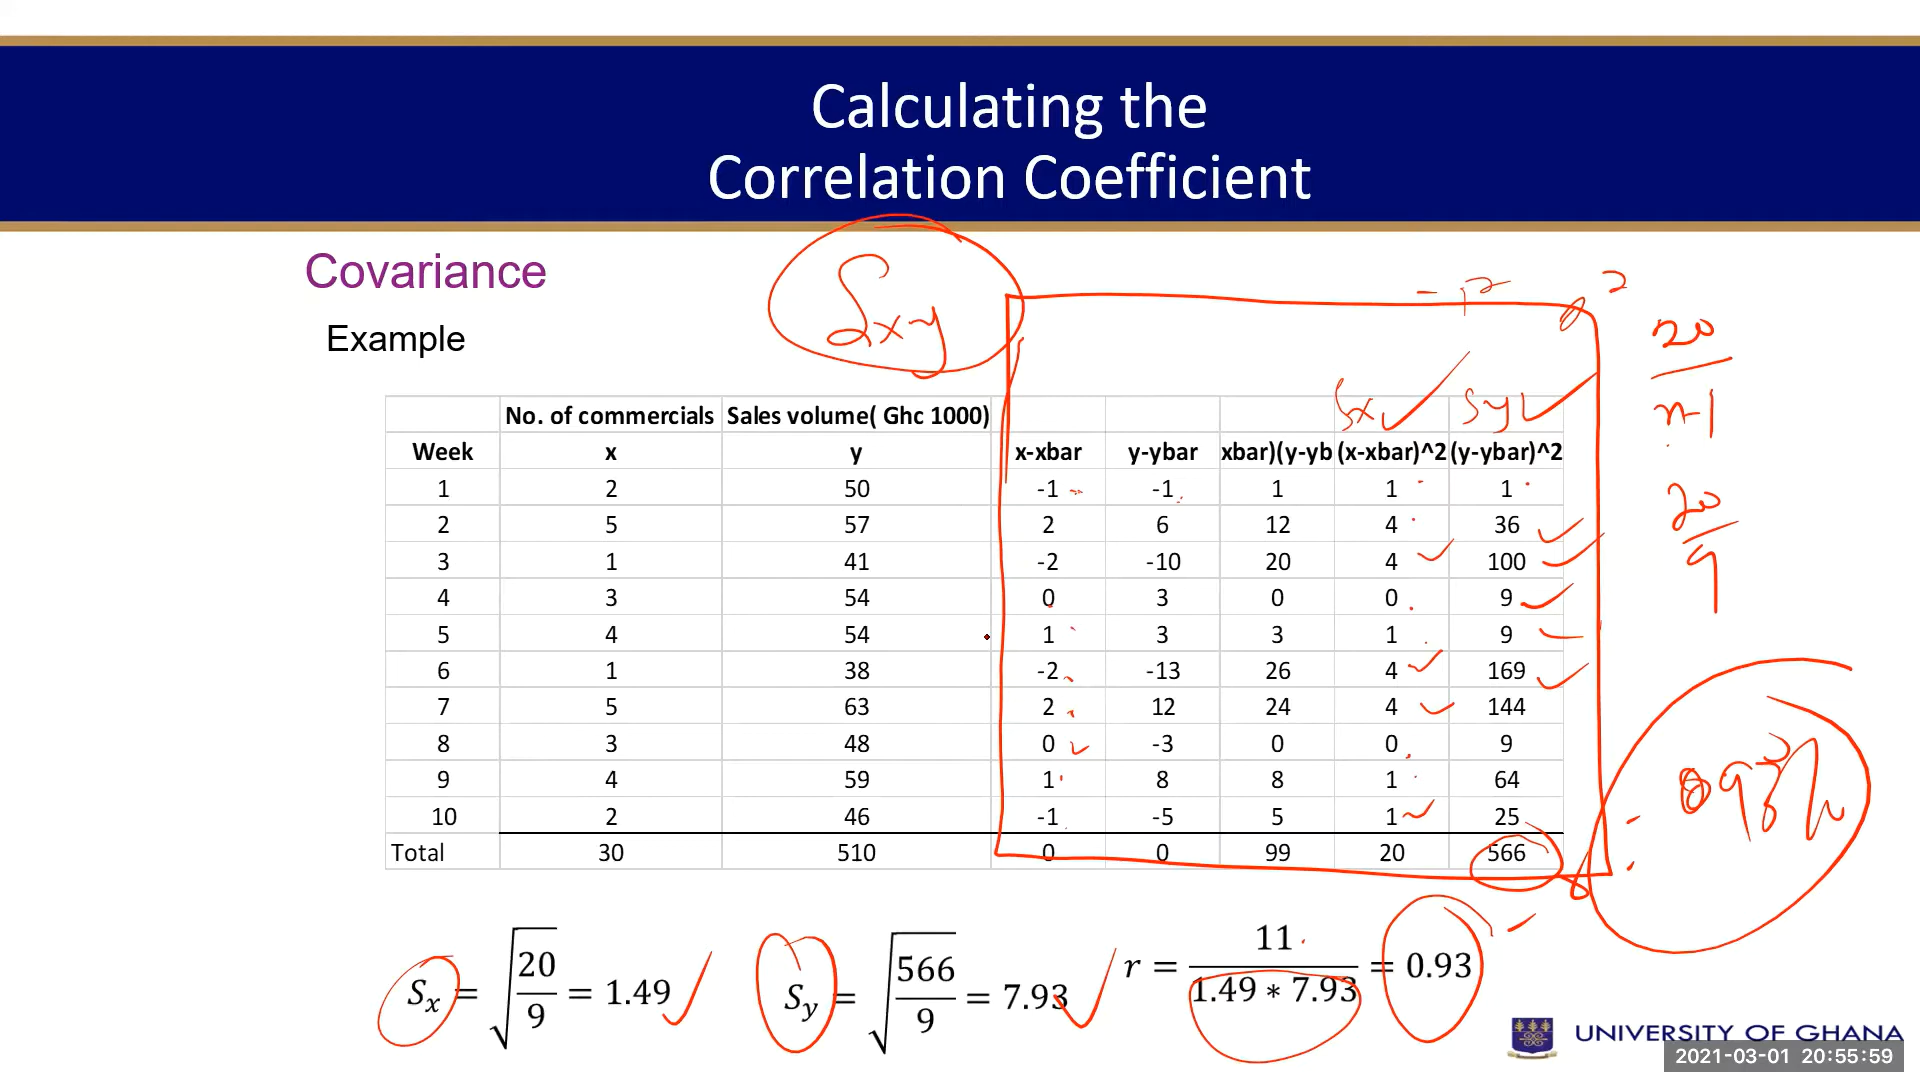 Calculating the
Correlation Coefficient
Covariance
Sxy
Example
20
n-1
Sx Sy
No. of commercials Sales volume( Ghc 1000)
Week x y x-xbar y-ybar xbar)(y-yb (x-xbar)^2 (y-ybar)^2
1 2 50 -1 -1 1 1 1
2 5 57 2 6 12 4 36
20
9
3 1 41 -2 -10 20 4 100
4 3 54 0 3 0 0 9
5 4 54 1 3 3 1 9
6 1 38 -2 -13 26 4 169
7 5 63 2 12 24 4 144
8 3 48 0 -3 0 0 9
9 4 59 1 8 8 1 64
10 2 46 -1 -5 5 1 25
Total 30 510 0 0 99 20 566
Sx = √20/9 = 1.49
Sy = √566/9 = 7.93
r = 11/1.49 * 7.93 = 0.93
UNIVERSITY OF GHANA
2021-03-01 20:55:59